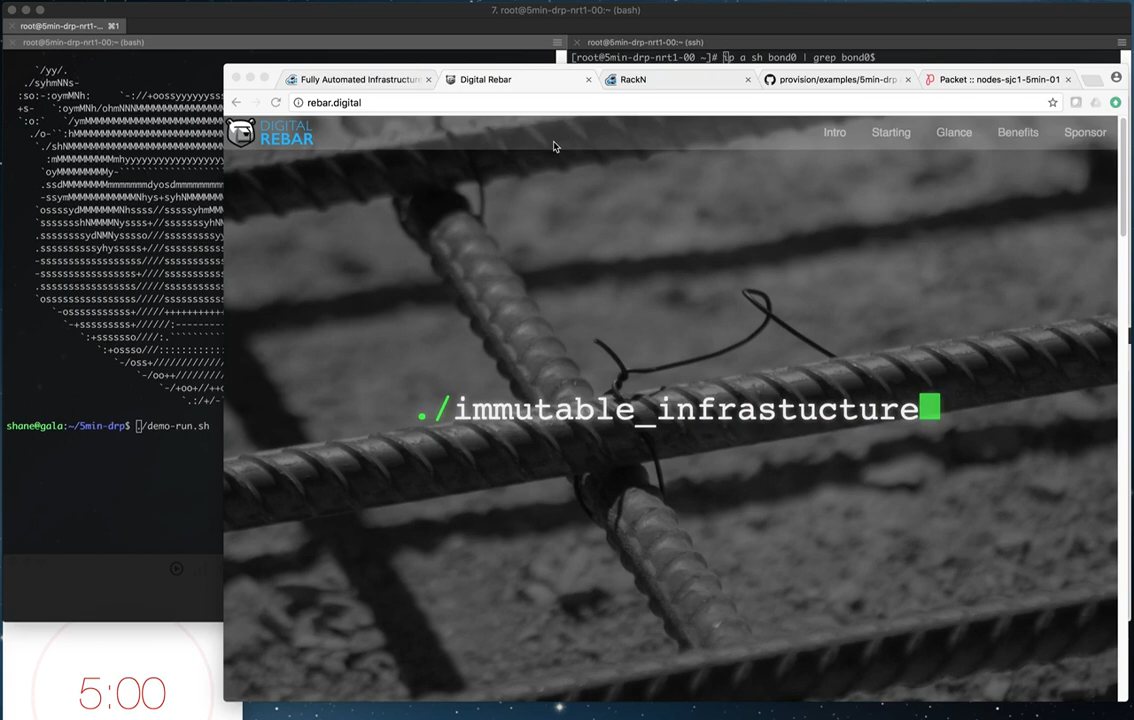 7. root@5min-drp-nrt1-00:~ (bash)
root@5min-drp-nrt1-... ⌘1
root@5min-drp-nrt1-00:~ (bash)
root@5min-drp-nrt1-00:~ (ssh)
[root@5min-drp-nrt1-00 ~]# ip a sh bond0 | grep bond0$
Fully Automated Infrastructur
Digital Rebar
RackN
provision/examples/5min-drp
Packet :: nodes-sjc1-5min-01
rebar.digital
DIGITAL
REBAR
Intro
Starting
Glance
Benefits
Sponsor
./immutable_infrastucture
shane@gala:~/5min-drp$ ./demo-run.sh
5:00